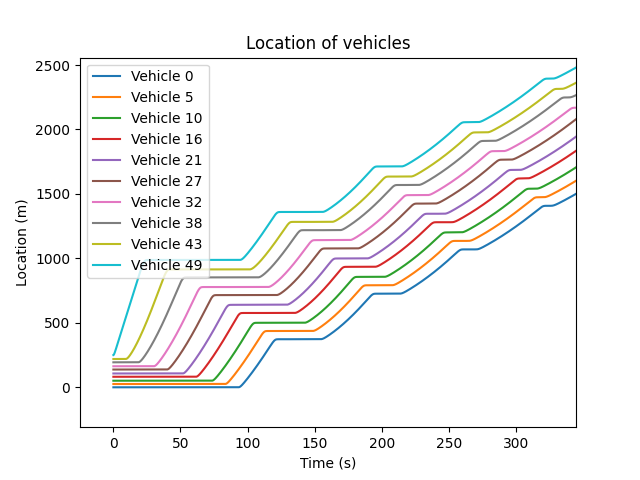 Location of vehicles
2500
2000
1500
1000
500
0
Location (m)
Vehicle 0
Vehicle 5
Vehicle 10
Vehicle 16
Vehicle 21
Vehicle 27
Vehicle 32
Vehicle 38
Vehicle 43
Vehicle 49
0 50 100 150 200 250 300
Time (s)